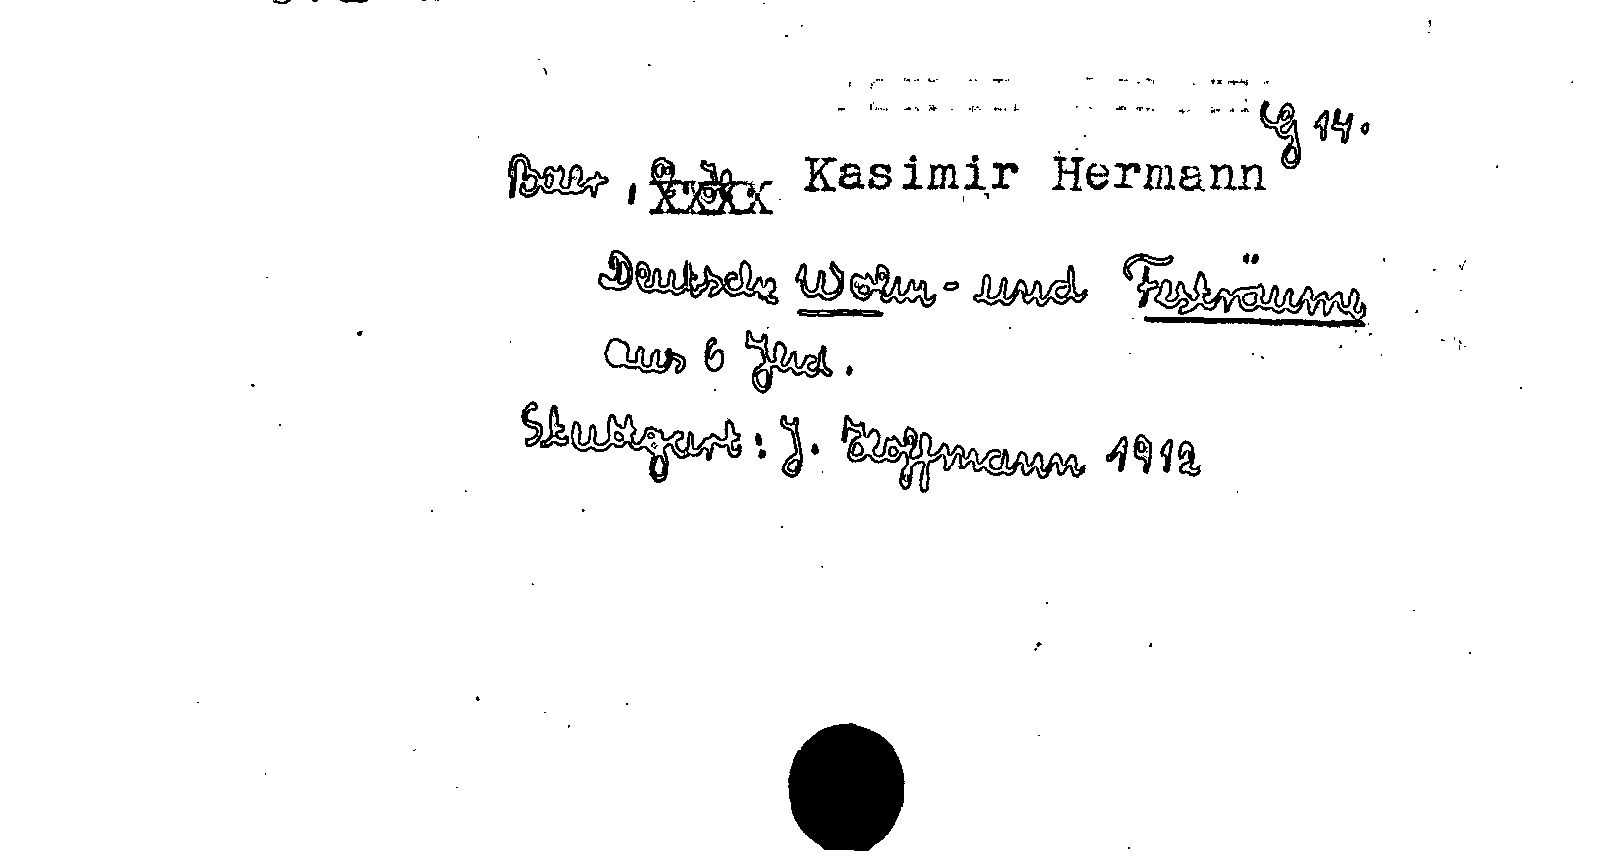 G 14.
Baer, Kasimir Hermann
Deutsche Wohn- und Festräume
aus 6 Jhd.
Stuttgart: J. Hoffmann 1912